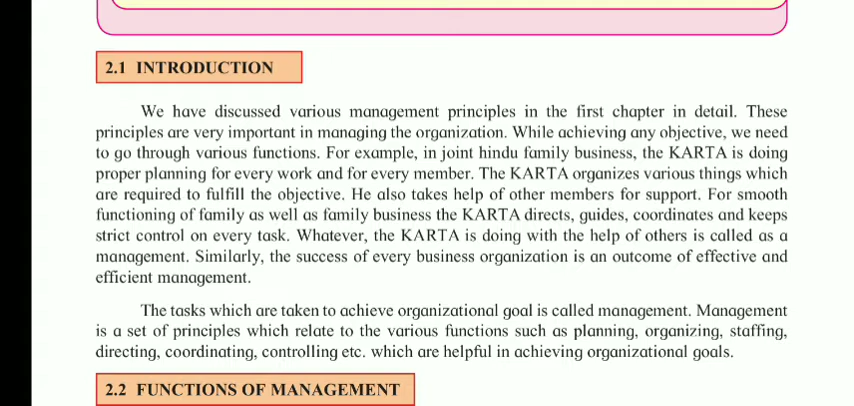 2.1 INTRODUCTION
We have discussed various management principles in the first chapter in detail. These
principles are very important in managing the organization. While achieving any objective, we need
to go through various functions. For example, in joint hindu family business, the KARTA is doing
proper planning for every work and for every member. The KARTA organizes various things which
are required to fulfill the objective. He also takes help of other members for support. For smooth
functioning of family as well as family business the KARTA directs, guides, coordinates and keeps
strict control on every task. Whatever, the KARTA is doing with the help of others is called as a
management. Similarly, the success of every business organization is an outcome of effective and
efficient management.
The tasks which are taken to achieve organizational goal is called management. Management
is a set of principles which relate to the various functions such as planning, organizing, staffing,
directing, coordinating, controlling etc. which are helpful in achieving organizational goals.
2.2 FUNCTIONS OF MANAGEMENT